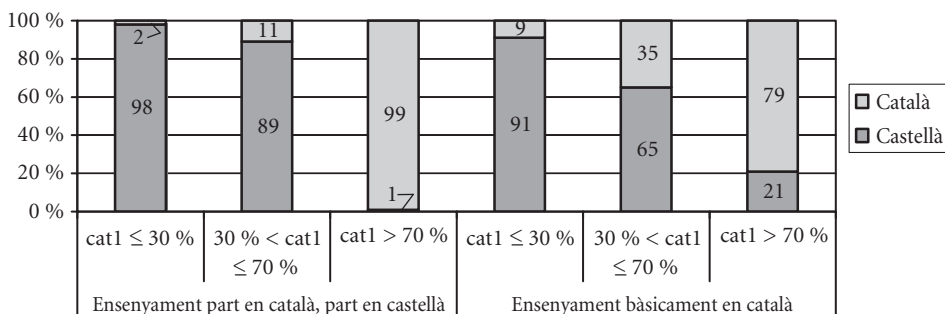 100 %
80 %
60 %
40 %
20 %
0 %
2
98
11
89
99
1
9
91
35
65
79
21
Català
Castellà
cat1 ≤ 30 %
30 % < cat1
≤ 70 %
cat1 > 70 %
cat1 ≤ 30 %
30 % < cat1
≤ 70 %
cat1 > 70 %
Ensenyament part en català, part en castellà
Ensenyament bàsicament en català